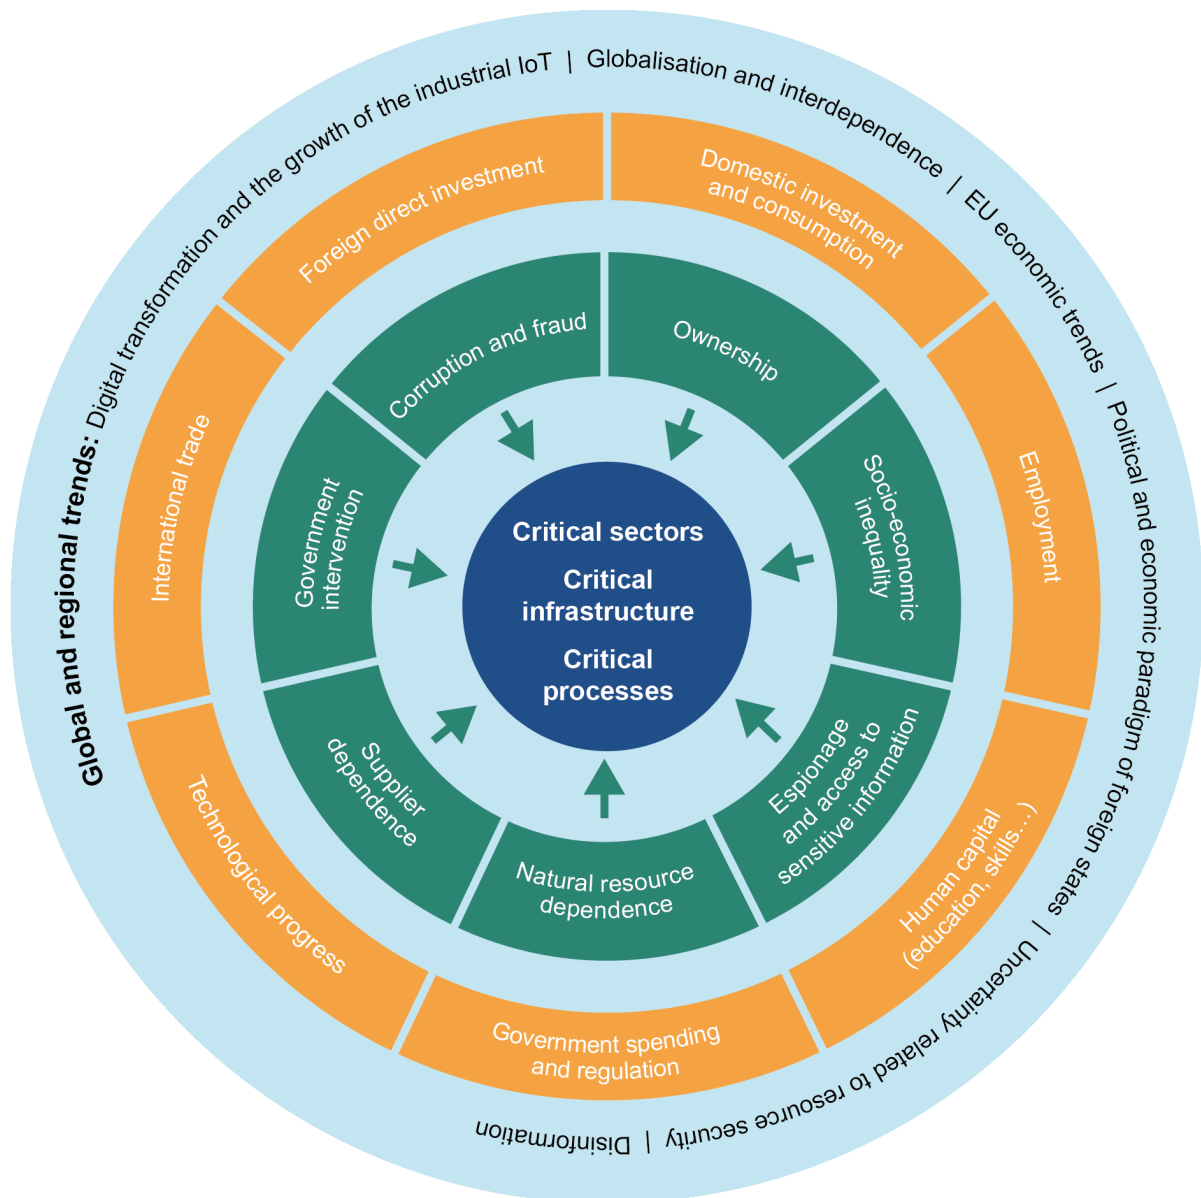 Global and regional trends: Digital transformation and the growth of the industrial IoT | Globalisation and interdependence | EU economic trends | Political and economic paradigm of foreign states | Uncertainty related to resource security | Disinformation
Foreign direct investment
Domestic investment
and consumption
Employment
Human capital
(education, skills...)
Government spending
and regulation
Technological progress
International trade
Corruption and fraud
Ownership
Socio-economic
inequality
Espionage
and access to
sensitive information
Natural resource
dependence
Supplier
dependence
Government
intervention
Critical sectors
Critical
infrastructure
Critical
processes